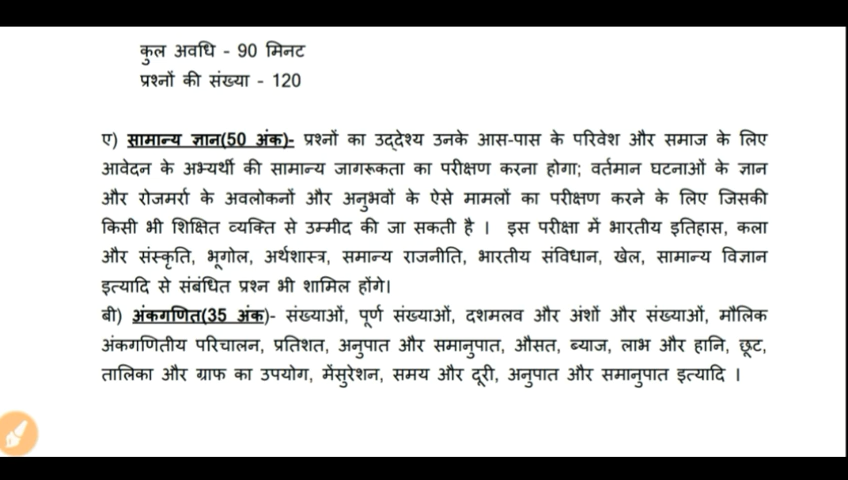 कुल अवधि - 90 मिनट
प्रश्नों की संख्या - 120
ए) सामान्य ज्ञान(50 अंक)- प्रश्नों का उद्देश्य उनके आस-पास के परिवेश और समाज के लिए
आवेदन के अभ्यर्थी की सामान्य जागरूकता का परीक्षण करना होगा; वर्तमान घटनाओं के ज्ञान
और रोजमर्रा के अवलोकनों और अनुभवों के ऐसे मामलों का परीक्षण करने के लिए जिसकी
किसी भी शिक्षित व्यक्ति से उम्मीद की जा सकती है । इस परीक्षा में भारतीय इतिहास, कला
और संस्कृति, भूगोल, अर्थशास्त्र, समान्य राजनीति, भारतीय संविधान, खेल, सामान्य विज्ञान
इत्यादि से संबंधित प्रश्न भी शामिल होंगे।
बी) अंकगणित(35 अंक)- संख्याओं, पूर्ण संख्याओं, दशमलव और अंशों और संख्याओं, मौलिक
अंकगणितीय परिचालन, प्रतिशत, अनुपात और समानुपात, औसत, ब्याज, लाभ और हानि, छूट,
तालिका और ग्राफ का उपयोग, मेंसुरेशन, समय और दूरी, अनुपात और समानुपात इत्यादि ।